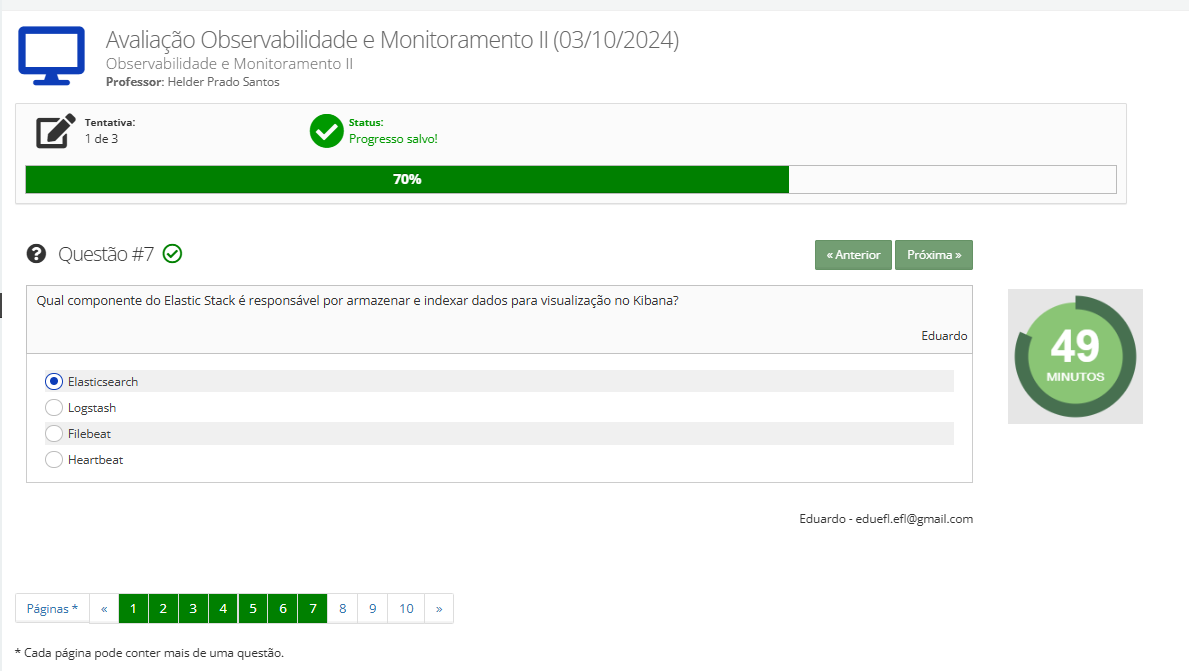 Avaliação Observabilidade e Monitoramento II (03/10/2024)
Observabilidade e Monitoramento II
Professor: Helder Prado Santos
Tentativa:
1 de 3
Status:
Progresso salvo!
70%
Questão #7
« Anterior
Próxima »
Qual componente do Elastic Stack é responsável por armazenar e indexar dados para visualização no Kibana?
Eduardo
49
MINUTOS
Elasticsearch
Logstash
Filebeat
Heartbeat
Eduardo - eduefl.efl@gmail.com
Páginas * « 1 2 3 4 5 6 7 8 9 10 »
* Cada página pode conter mais de uma questão.